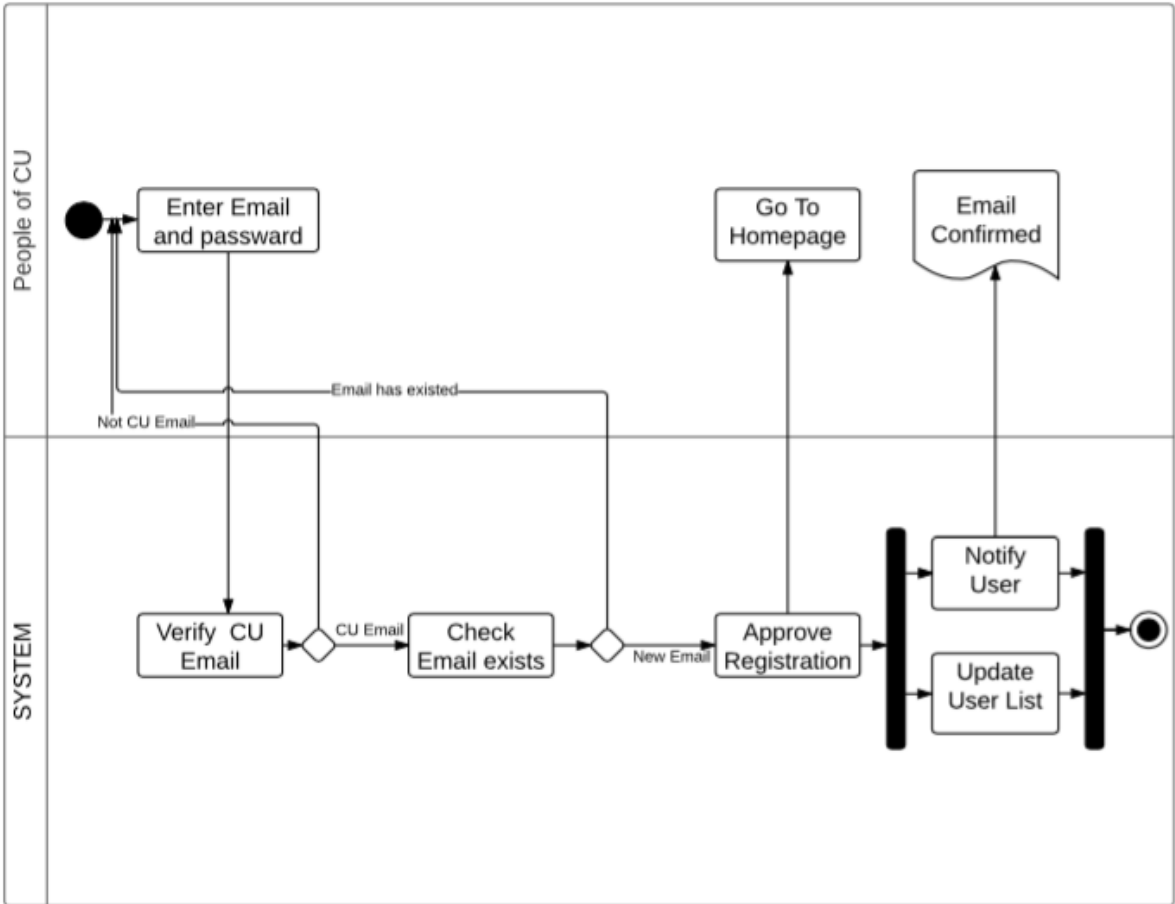 People of CU
Enter Email
and passward
Go To
Homepage
Email
Confirmed
Email has existed
Not CU Email
SYSTEM
Verify CU
Email
CU Email
Check
Email exists
New Email
Approve
Registration
Notify
User
Update
User List